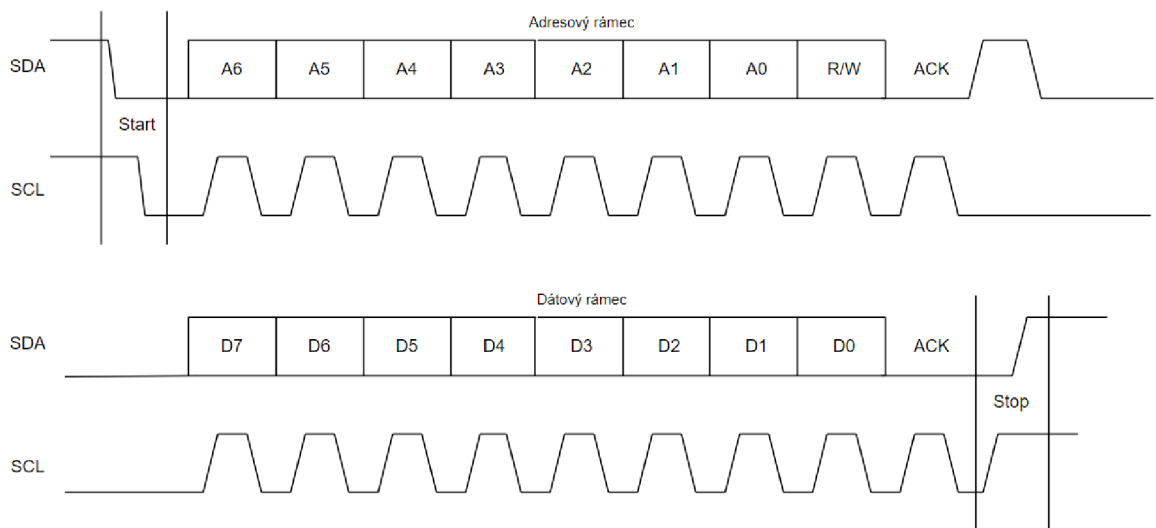 Adresový rámec
SDA A6 A5 A4 A3 A2 A1 A0 R/W ACK
Start
SCL
Dátový rámec
SDA D7 D6 D5 D4 D3 D2 D1 D0 ACK
Stop
SCL